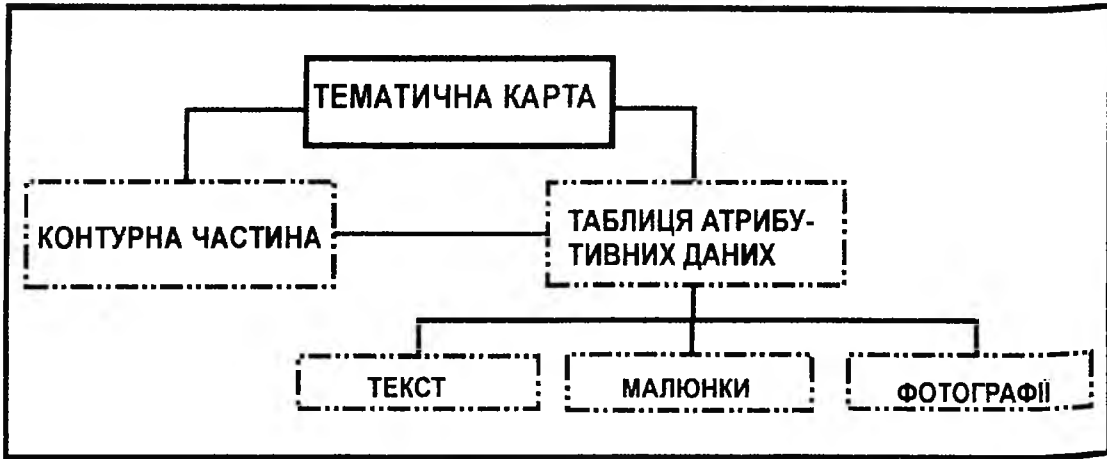 ТЕМАТИЧНА КАРТА
КОНТУРНА ЧАСТИНА
ТАБЛИЦЯ АТРИБУ-
ТИВНИХ ДАНИХ
ТЕКСТ
МАЛЮНКИ
ФОТОГРАФІЇ